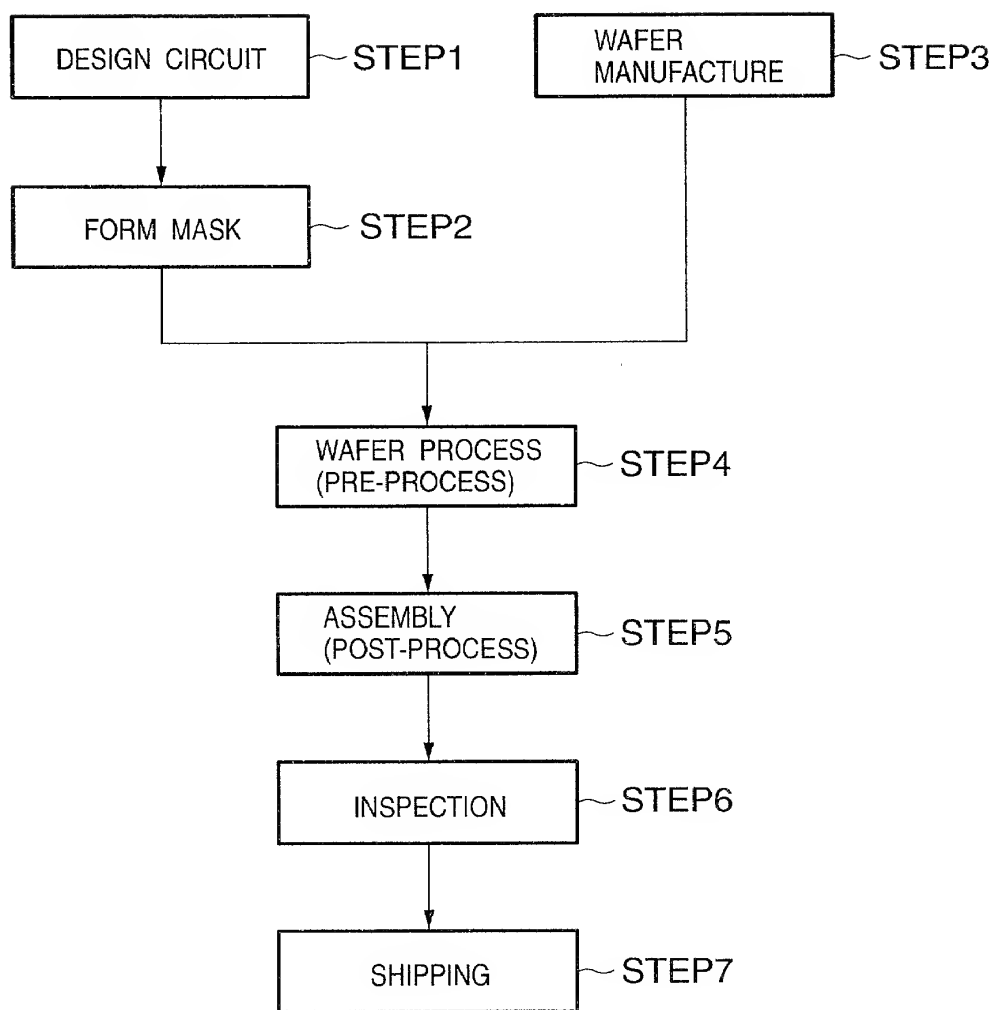 DESIGN CIRCUIT
STEP1
WAFER
MANUFACTURE
STEP3
FORM MASK
STEP2
WAFER PROCESS
(PRE-PROCESS)
STEP4
ASSEMBLY
(POST-PROCESS)
STEP5
INSPECTION
STEP6
SHIPPING
STEP7